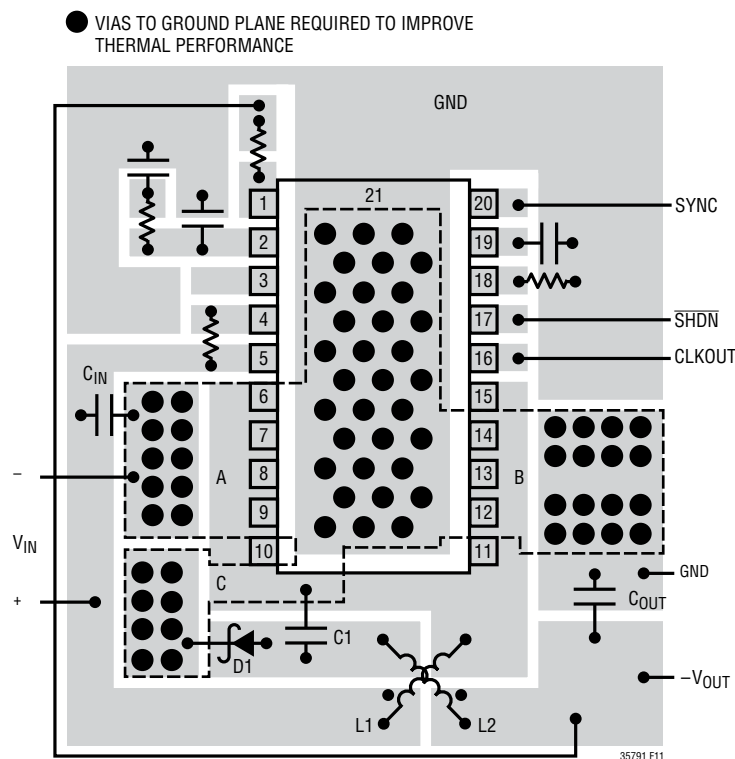 VIAS TO GROUND PLANE REQUIRED TO IMPROVE
THERMAL PERFORMANCE
GND
21
1
20
SYNC
2
19
3
18
4
17
SHDN
5
16
CLKOUT
CIN
6
15
7
14
–
8
A
13
B
9
12
VIN
10
11
C
GND
+
COUT
C1
D1
–VOUT
L1
L2
35791 F11